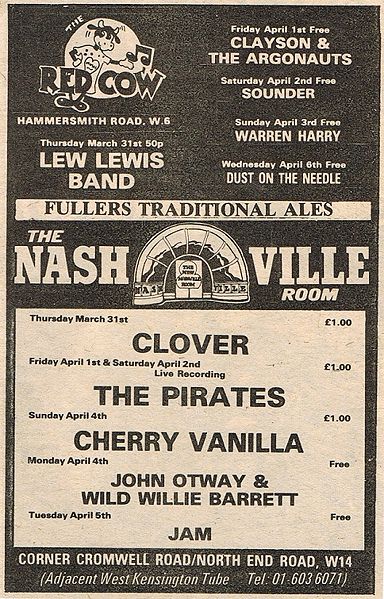 THE
RED COW
HAMMERSMITH ROAD, W.6
Thursday March 31st 50p
LEW LEWIS
BAND
Friday April 1st Free
CLAYSON &
THE ARGONAUTS
Saturday April 2nd Free
SOUNDER
Sunday April 3rd Free
WARREN HARRY
Wednesday April 6th Free
DUST ON THE NEEDLE
FULLERS TRADITIONAL ALES
THE
NASHVILLE
ROOM
THE NEW
NASHVILLE
ROOM
NASH VILLE
Thursday March 31st £1.00
CLOVER
Friday April 1st & Saturday April 2nd £1.00
Live Recording
THE PIRATES
Sunday April 4th £1.00
CHERRY VANILLA
Monday April 4th Free
JOHN OTWAY &
WILD WILLIE BARRETT
Tuesday April 5th Free
JAM
CORNER CROMWELL ROAD/NORTH END ROAD, W14
(Adjacent West Kensington Tube Tel: 01-603 6071)